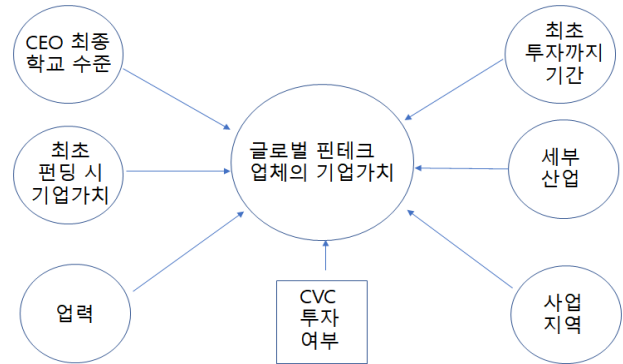 CEO 최종
학교 수준
최초
투자까지
기간
글로벌 핀테크
업체의 기업가치
최초
펀딩 시
기업가치
세부
산업
업력
CVC
투자
여부
사업
지역